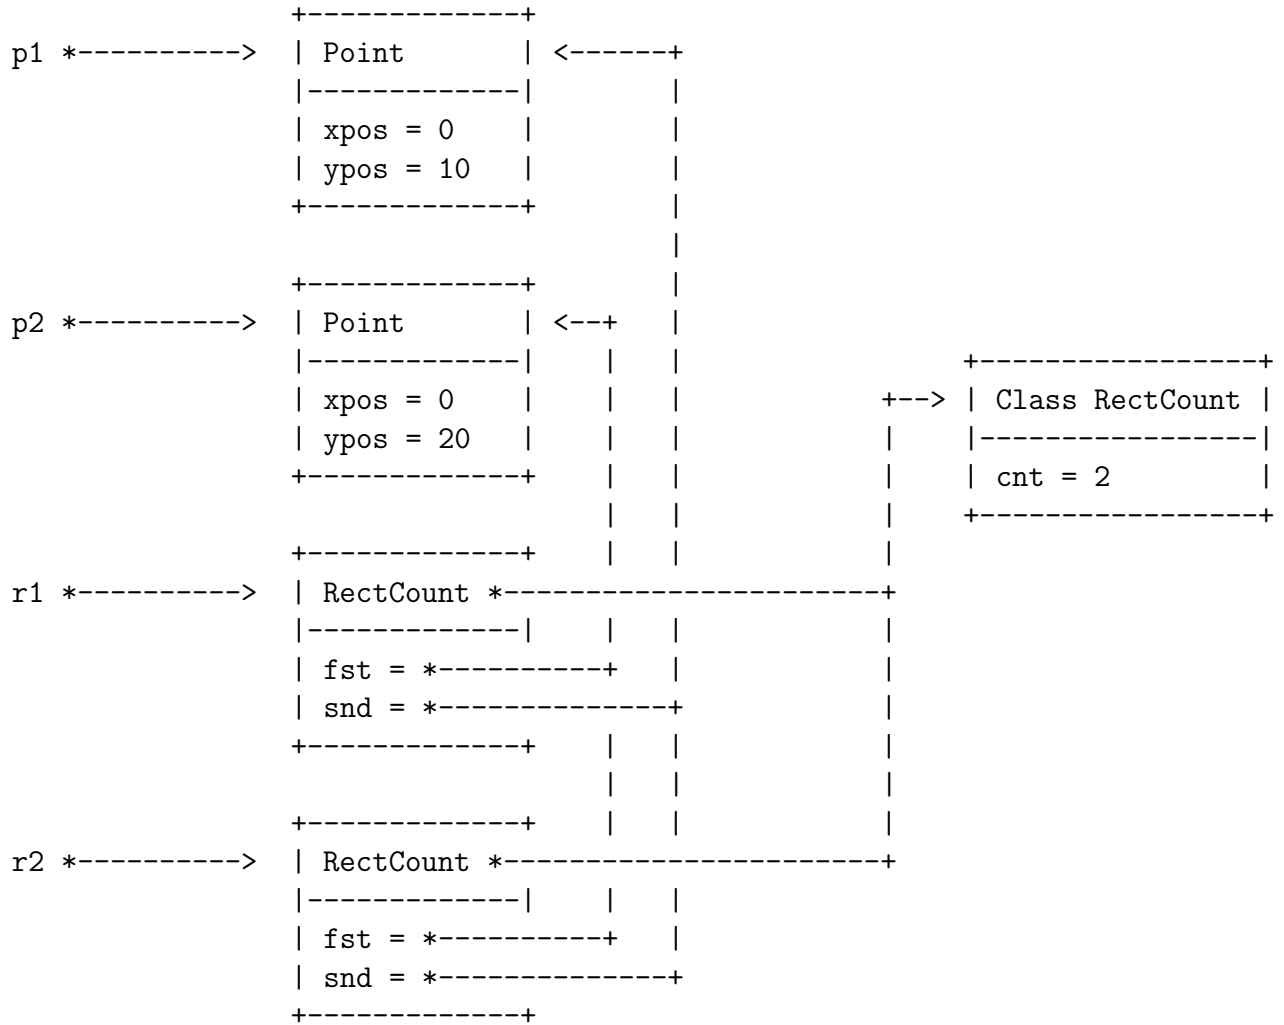 +-------------+
p1 *---------->  | Point       | <------+
                 |-------------|        |
                 | xpos = 0    |        |
                 | ypos = 10   |        |
                 +-------------+        |
                                        |
                 +-------------+        |
p2 *---------->  | Point       | <--+   |
                 |-------------|    |   |                 +-----------------+
                 | xpos = 0    |    |   |            +--> | Class RectCount |
                 | ypos = 20   |    |   |            |    |-----------------|
                 +-------------+    |   |            |    | cnt = 2         |
                                    |   |            |    +-----------------+
                 +-------------+    |   |            |
r1 *---------->  | RectCount *-----------------------+
                 |-------------|    |   |            |
                 | fst = *----------+   |            |
                 | snd = *--------------+            |
                 +-------------+    |   |            |
                                    |   |            |
                 +-------------+    |   |            |
r2 *---------->  | RectCount *-----------------------+
                 |-------------|    |   |
                 | fst = *----------+   |
                 | snd = *--------------+
                 +-------------+